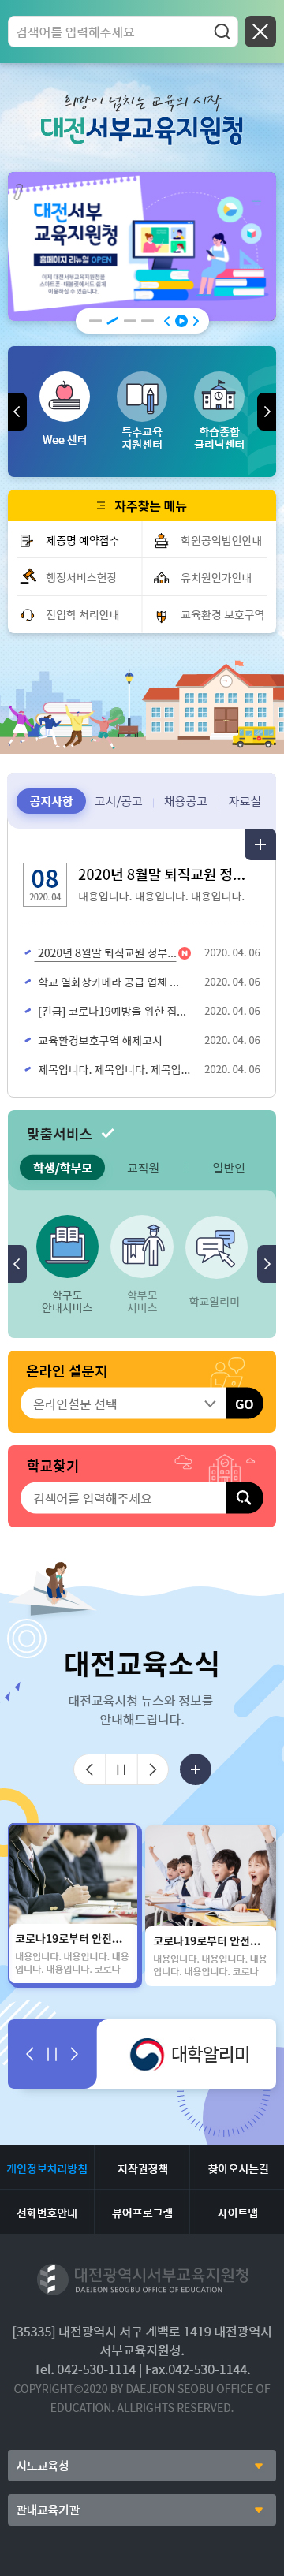 검색어를 입력해주세요
희망이 넘치는 교육의 시작
대전서부교육지원청
대전서부
교육지원청
홈페이지 리뉴얼 OPEN
이제 대전서부교육지원청을
스마트폰·태블릿에서도 쉽게
이용하실 수 있습니다.
Wee 센터
특수교육
지원센터
학습종합
클리닉센터
자주찾는 메뉴
제증명 예약접수
학원공익법인안내
행정서비스헌장
유치원인가안내
전입학 처리안내
교육환경 보호구역
공지사항
고시/공고
채용공고
자료실
08
2020. 04
2020년 8월말 퇴직교원 정...
내용입니다. 내용입니다. 내용입니다.
2020년 8월말 퇴직교원 정부... N
2020. 04. 06
학교 열화상카메라 공급 업체 ...
2020. 04. 06
[긴급] 코로나19예방을 위한 집...
2020. 04. 06
교육환경보호구역 해제고시
2020. 04. 06
제목입니다. 제목입니다. 제목입...
2020. 04. 06
맞춤서비스
학생/학부모
교직원
일반인
학구도
안내서비스
학부모
서비스
학교알리미
온라인 설문지
온라인설문 선택
GO
학교찾기
검색어를 입력해주세요
대전교육소식
대전교육시청 뉴스와 정보를
안내해드립니다.
코로나19로부터 안전...
내용입니다. 내용입니다. 내용
입니다. 내용입니다. 코로나
코로나19로부터 안전...
내용입니다. 내용입니다. 내용
입니다. 내용입니다. 코로나
대학알리미
개인정보처리방침
저작권정책
찾아오시는길
전화번호안내
뷰어프로그램
사이트맵
대전광역시서부교육지원청
DAEJEON SEOGBU OFFICE OF EDUCATION
[35335] 대전광역시 서구 계백로 1419 대전광역시
서부교육지원청.
Tel. 042-530-1114 | Fax.042-530-1144.
COPYRIGHT©2020 BY DAEJEON SEOBU OFFICE OF
EDUCATION. ALLRIGHTS RESERVED.
시도교육청
관내교육기관